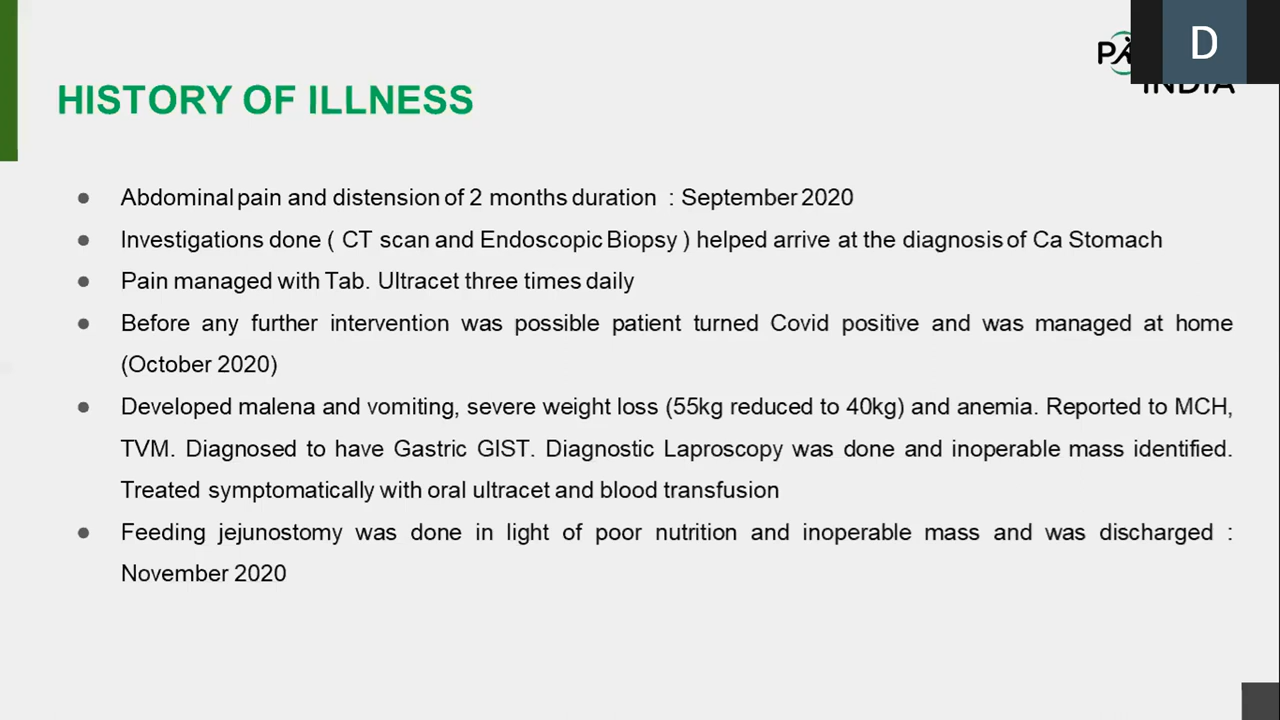 D
INDIA
HISTORY OF ILLNESS
● Abdominal pain and distension of 2 months duration : September 2020
● Investigations done ( CT scan and Endoscopic Biopsy ) helped arrive at the diagnosis of Ca Stomach
● Pain managed with Tab. Ultracet three times daily
● Before any further intervention was possible patient turned Covid positive and was managed at home
(October 2020)
● Developed malena and vomiting, severe weight loss (55kg reduced to 40kg) and anemia. Reported to MCH,
TVM. Diagnosed to have Gastric GIST. Diagnostic Laproscopy was done and inoperable mass identified.
Treated symptomatically with oral ultracet and blood transfusion
● Feeding jejunostomy was done in light of poor nutrition and inoperable mass and was discharged :
November 2020